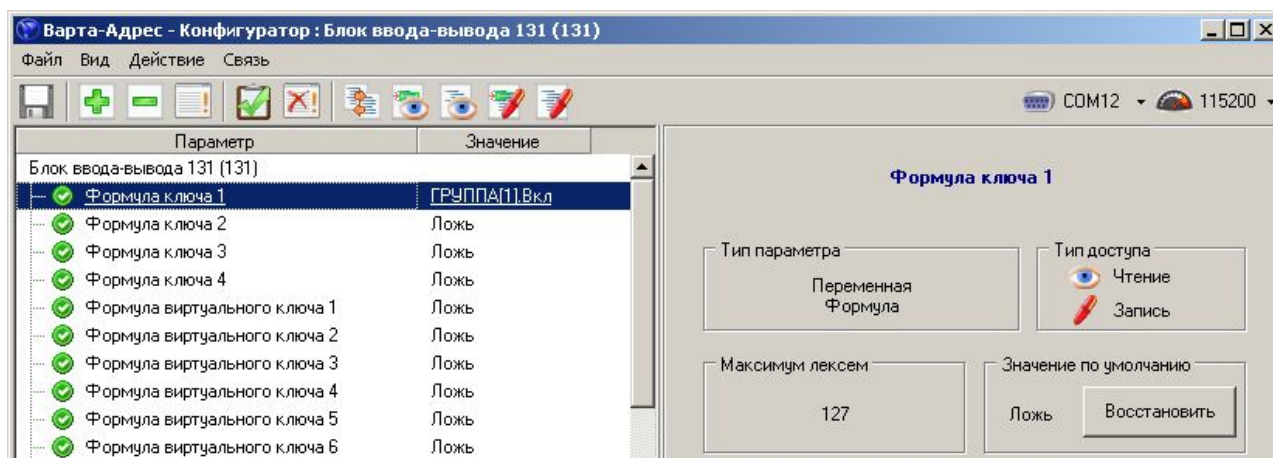 Варта-Адрес - Конфигуратор : Блок ввода-вывода 131 (131)
Файл Вид Действие Связь
COM12 115200
Параметр Значение
Блок ввода-вывода 131 (131)
Формула ключа 1 ГРУППА[1].Вкл
Формула ключа 2 Ложь
Формула ключа 3 Ложь
Формула ключа 4 Ложь
Формула виртуального ключа 1 Ложь
Формула виртуального ключа 2 Ложь
Формула виртуального ключа 3 Ложь
Формула виртуального ключа 4 Ложь
Формула виртуального ключа 5 Ложь
Формула виртуального ключа 6 Ложь
Формула ключа 1
Тип параметра
Переменная
Формула
Тип доступа
Чтение
Запись
Максимум лексем
127
Значение по умолчанию
Ложь Восстановить